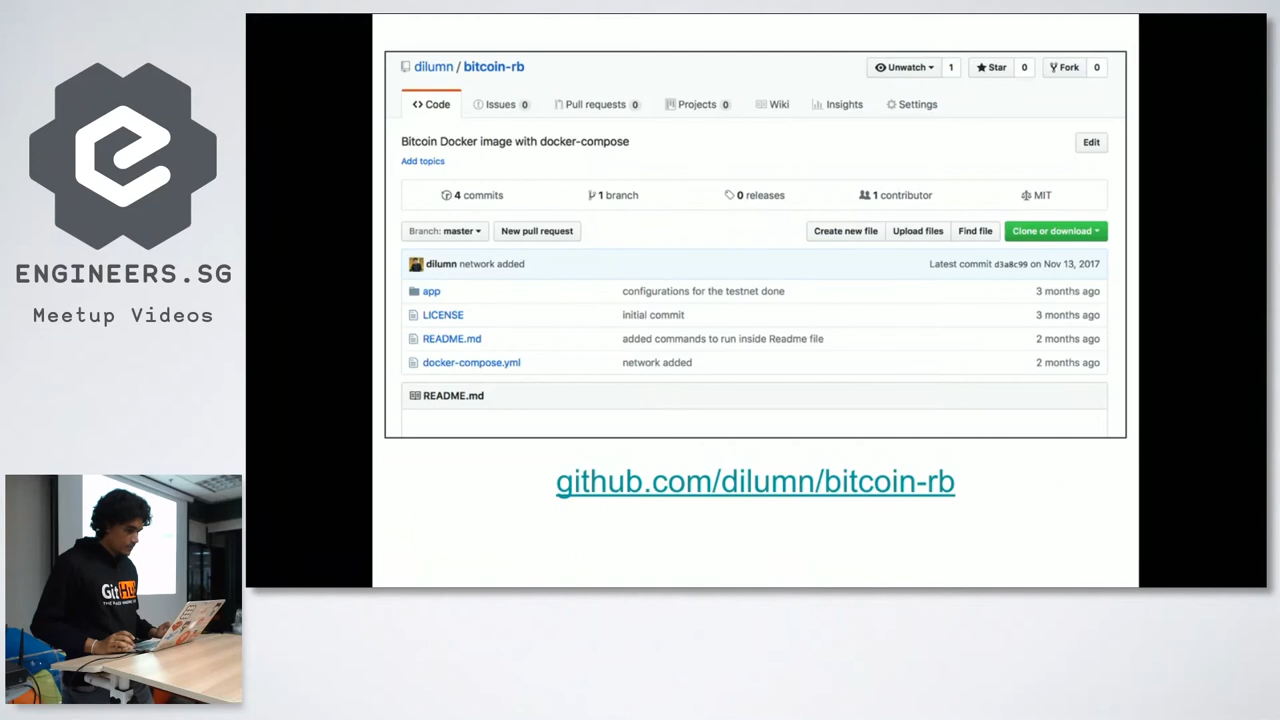 ENGINEERS.SG
Meetup Videos
dilumn / bitcoin-rb
Unwatch 1 Star 0 Fork 0
Code Issues 0 Pull requests 0 Projects 0 Wiki Insights Settings
Bitcoin Docker image with docker-compose
Edit
Add topics
4 commits 1 branch 0 releases 1 contributor MIT
Branch: master New pull request Create new file Upload files Find file Clone or download
dilumn network added Latest commit d3a8c99 on Nov 13, 2017
app configurations for the testnet done 3 months ago
LICENSE initial commit 3 months ago
README.md added commands to run inside Readme file 2 months ago
docker-compose.yml network added 2 months ago
README.md
github.com/dilumn/bitcoin-rb
GitHub